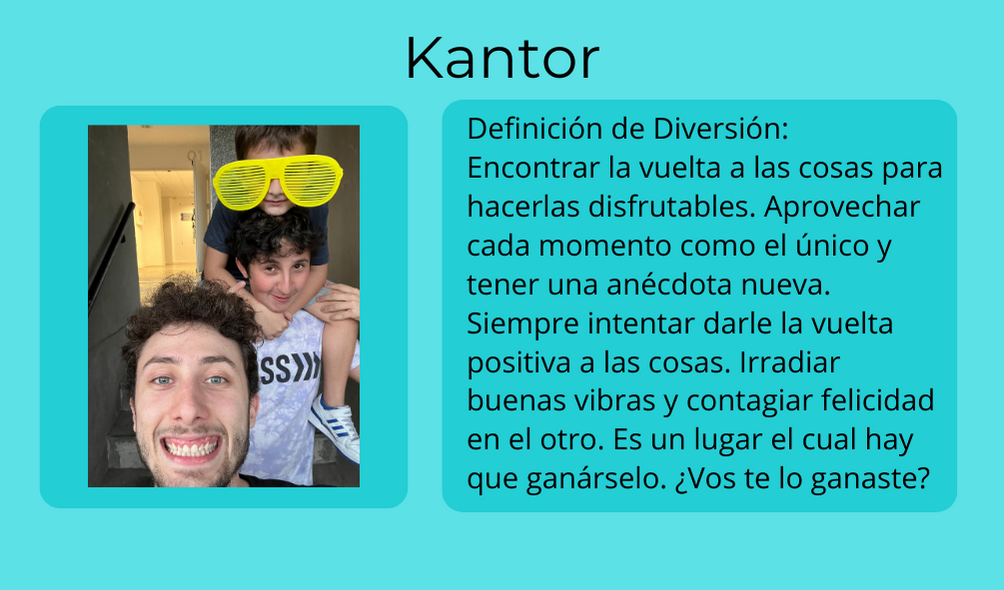 Kantor
Definición de Diversión:
Encontrar la vuelta a las cosas para
hacerlas disfrutables. Aprovechar
cada momento como el único y
tener una anécdota nueva.
Siempre intentar darle la vuelta
positiva a las cosas. Irradiar
buenas vibras y contagiar felicidad
en el otro. Es un lugar el cual hay
que ganárselo. ¿Vos te lo ganaste?
SS